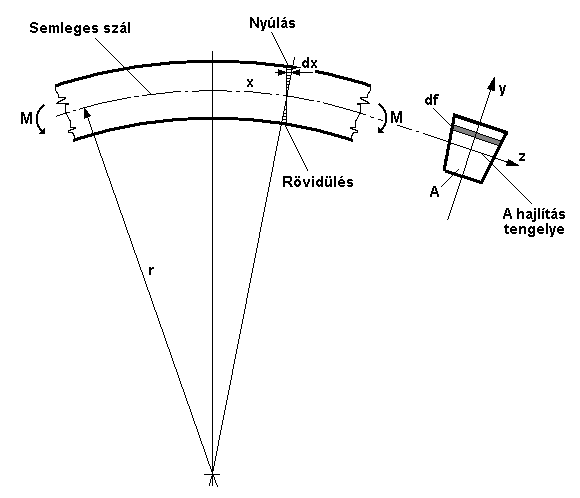 Nyúlás
Semleges szál
dx
x
y
M
M
df
z
Rövidülés
A
A hajlítás
tengelye
r